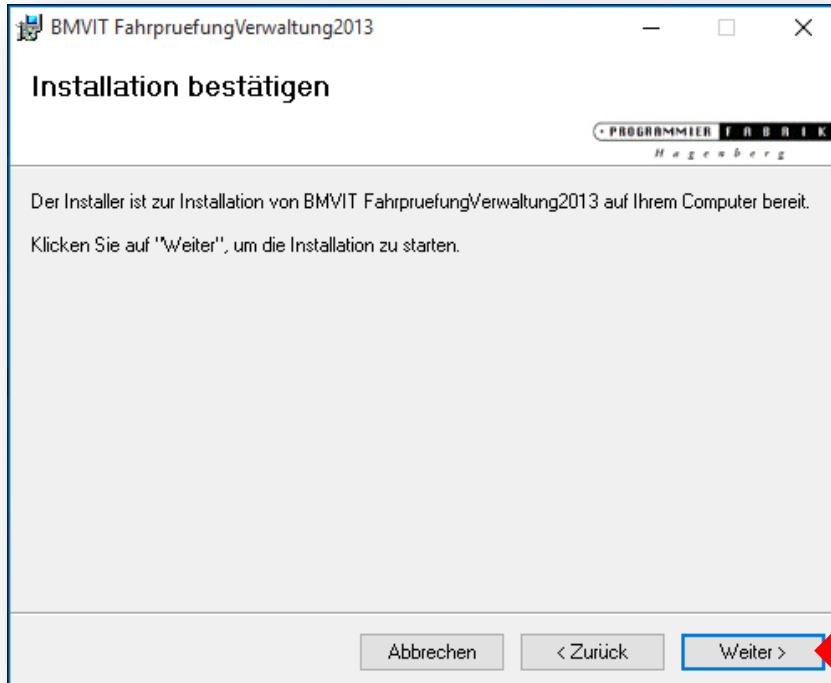 BMVIT FahrpruefungVerwaltung2013
Installation bestätigen
PROGRAMMIER FABRIK
Hagenberg
Der Installer ist zur Installation von BMVIT FahrpruefungVerwaltung2013 auf Ihrem Computer bereit.
Klicken Sie auf "Weiter", um die Installation zu starten.
Abbrechen
< Zurück
Weiter >